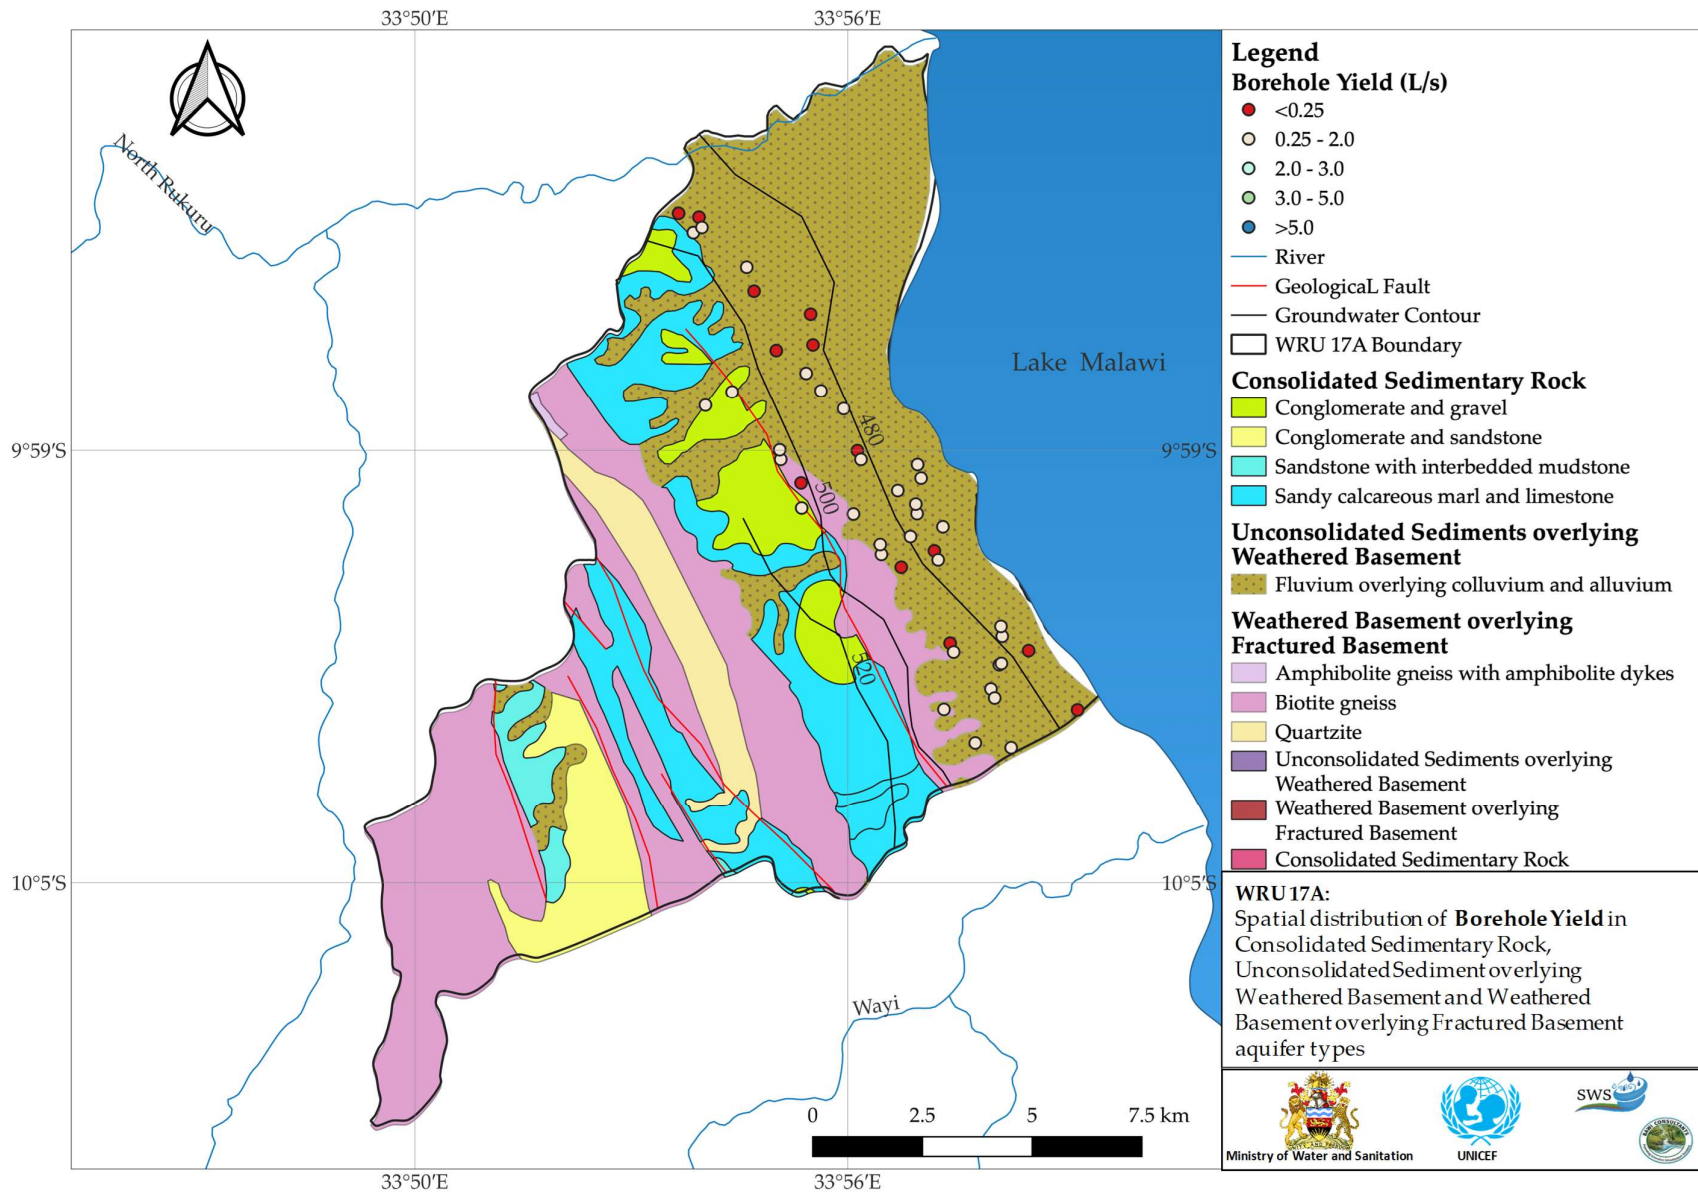 33°50′E
33°56′E
North Rukuru
Lake Malawi
480
9°59′S
9°59′S
500
520
10°5′S
10°5′S
Wayi
0 2.5 5 7.5 km
33°50′E
33°56′E
Legend
Borehole Yield (L/s)
<0.25
0.25 - 2.0
2.0 - 3.0
3.0 - 5.0
>5.0
River
GeologicaL Fault
Groundwater Contour
WRU 17A Boundary
Consolidated Sedimentary Rock
Conglomerate and gravel
Conglomerate and sandstone
Sandstone with interbedded mudstone
Sandy calcareous marl and limestone
Unconsolidated Sediments overlying
Weathered Basement
Fluvium overlying colluvium and alluvium
Weathered Basement overlying
Fractured Basement
Amphibolite gneiss with amphibolite dykes
Biotite gneiss
Quartzite
Unconsolidated Sediments overlying
Weathered Basement
Weathered Basement overlying
Fractured Basement
Consolidated Sedimentary Rock
WRU 17A:
Spatial distribution of Borehole Yield in
Consolidated Sedimentary Rock,
Unconsolidated Sediment overlying
Weathered Basement and Weathered
Basement overlying Fractured Basement
aquifer types
UNITY AND FREEDOM
Ministry of Water and Sanitation
UNICEF
SWS
CONSULTANTS